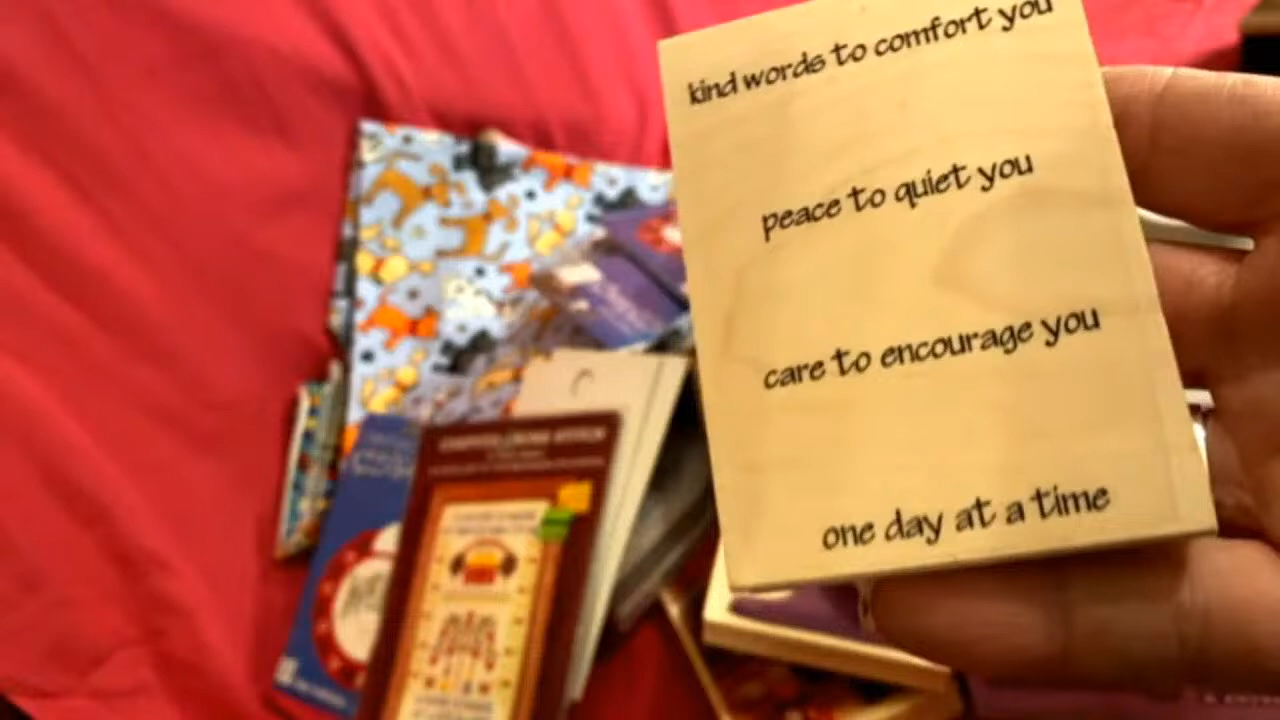 kind words to comfort you
peace to quiet you
care to encourage you
one day at a time